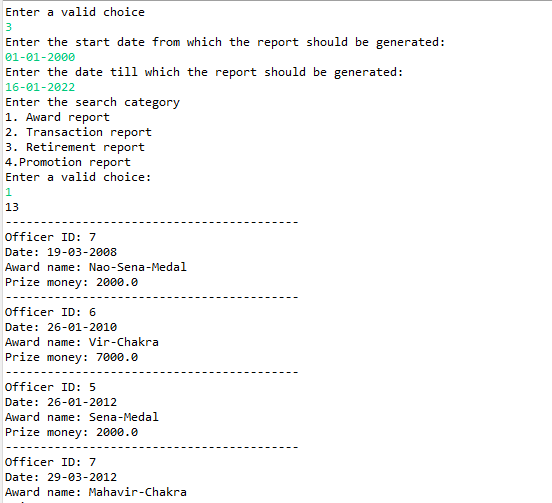 Enter a valid choice
3
Enter the start date from which the report should be generated:
01-01-2000
Enter the date till which the report should be generated:
16-01-2022
Enter the search category
1. Award report
2. Transaction report
3. Retirement report
4.Promotion report
Enter a valid choice:
1
13
------------------------------------------
Officer ID: 7
Date: 19-03-2008
Award name: Nao-Sena-Medal
Prize money: 2000.0
------------------------------------------
Officer ID: 6
Date: 26-01-2010
Award name: Vir-Chakra
Prize money: 7000.0
------------------------------------------
Officer ID: 5
Date: 26-01-2012
Award name: Sena-Medal
Prize money: 2000.0
------------------------------------------
Officer ID: 7
Date: 29-03-2012
Award name: Mahavir-Chakra